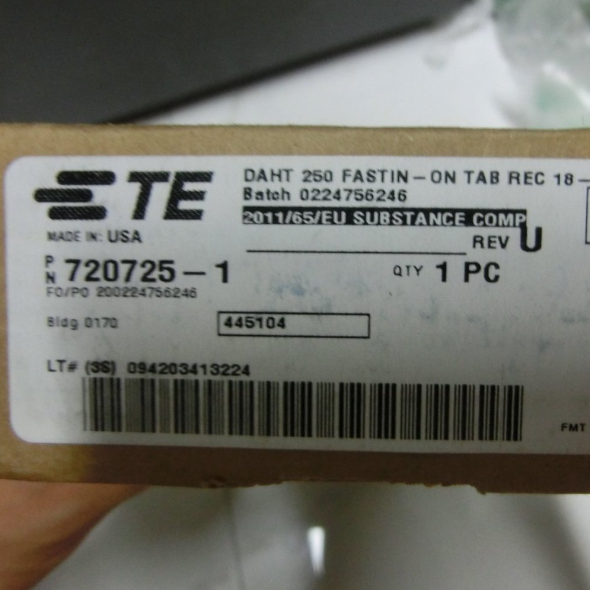 TE
DAHT 250 FASTIN-ON TAB REC 18-
Batch 0224756246
2011/65/EU SUBSTANCE COMP
MADE IN: USA
REV U
PN 720725-1
QTY 1 PC
FO/PO 200224756246
Bldg 0170
445104
LT# (3S) 094203413224
FMT